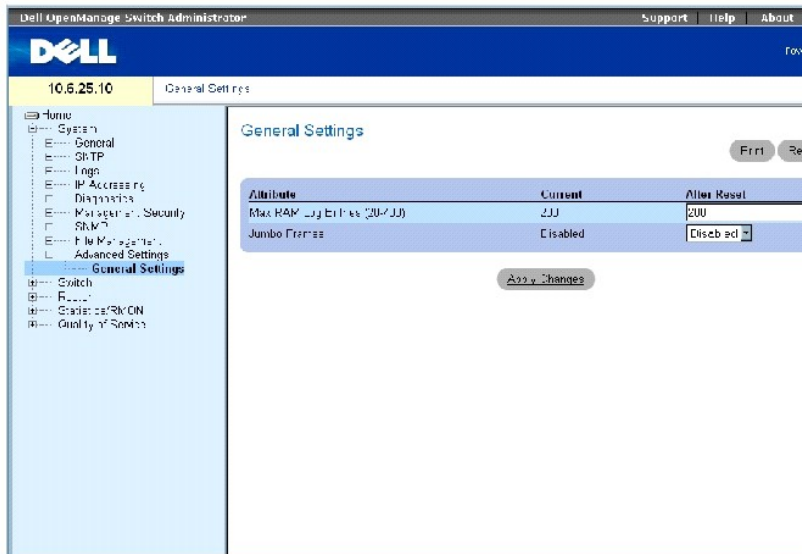 Dell OpenManage Switch Administrator
Support Help About
DELL
10.6.25.10
General Settings
Home
System
General
SNTP
Logs
IP Addressing
Diagnostics
Management Security
SNMP
File Management
Advanced Settings
General Settings
Switch
Router
Statistics/RMON
Quality of Service
General Settings
Print
Attribute Current After Reset
Max RAM Log Entries (20-400) 200 200
Jumbo Frames Disabled Disabled
Apply Changes